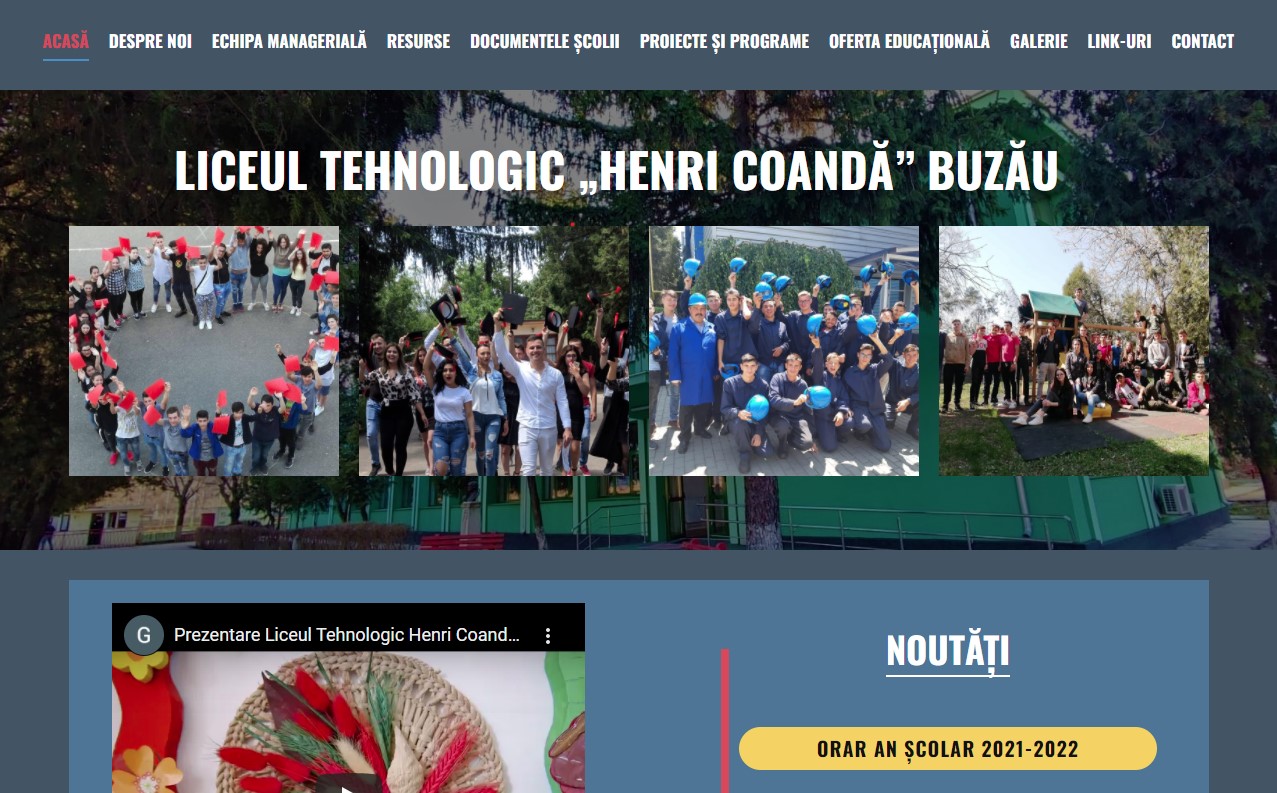 ACASĂ DESPRE NOI ECHIPA MANAGERIALĂ RESURSE DOCUMENTELE ȘCOLII PROIECTE ȘI PROGRAME OFERTA EDUCAȚIONALĂ GALERIE LINK-URI CONTACT
LICEUL TEHNOLOGIC „HENRI COANDĂ” BUZĂU
G Prezentare Liceul Tehnologic Henri Coand...
NOUTĂȚI
ORAR AN ȘCOLAR 2021-2022